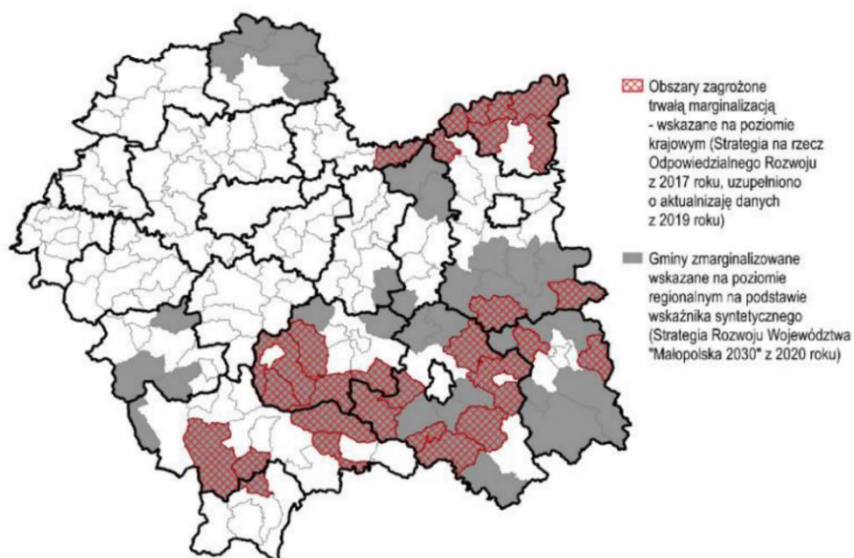 Obszary zagrożone
trwałą marginalizacją
- wskazane na poziomie
krajowym (Strategia na rzecz
Odpowiedzialnego Rozwoju
z 2017 roku, uzupełniono
o aktualnizaję danych
z 2019 roku)
Gminy zmarginalizowane
wskazane na poziomie
regionalnym na podstawie
wskaźnika syntetycznego
(Strategia Rozwoju Województwa
"Małopolska 2030" z 2020 roku)